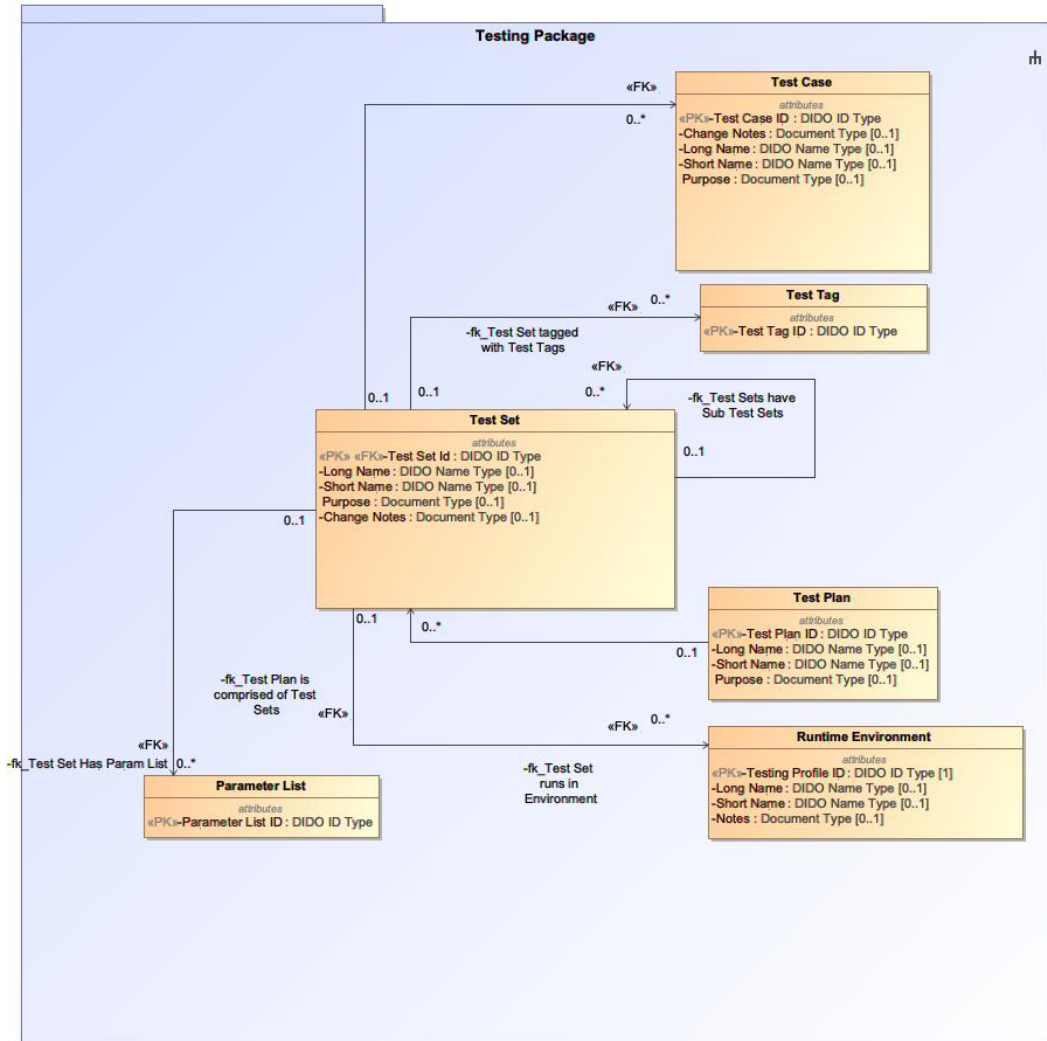 Testing Package
«FK»
0..*
Test Case
attributes
«PK»-Test Case ID : DIDO ID Type
-Change Notes : Document Type [0..1]
-Long Name : DIDO Name Type [0..1]
-Short Name : DIDO Name Type [0..1]
Purpose : Document Type [0..1]
«FK»
0..*
Test Tag
attributes
«PK»-Test Tag ID : DIDO ID Type
-fk_Test Set tagged
with Test Tags
«FK»
0..*
-fk_Test Sets have
Sub Test Sets
0..1
0..1
0..1
Test Set
attributes
«PK» «FK»-Test Set Id : DIDO ID Type
-Long Name : DIDO Name Type [0..1]
-Short Name : DIDO Name Type [0..1]
Purpose : Document Type [0..1]
-Change Notes : Document Type [0..1]
0..1
0..1
0..*
0..1
Test Plan
attributes
«PK»-Test Plan ID : DIDO ID Type
-Long Name : DIDO Name Type [0..1]
-Short Name : DIDO Name Type [0..1]
Purpose : Document Type [0..1]
-fk_Test Plan is
comprised of Test
Sets
«FK»
«FK»
0..*
-fk_Test Set
runs in
Environment
Runtime Environment
attributes
«PK»-Testing Profile ID : DIDO ID Type [1]
-Long Name : DIDO Name Type [0..1]
-Short Name : DIDO Name Type [0..1]
-Notes : Document Type [0..1]
«FK»
-fk_Test Set Has Param List
0..*
Parameter List
attributes
«PK»-Parameter List ID : DIDO ID Type